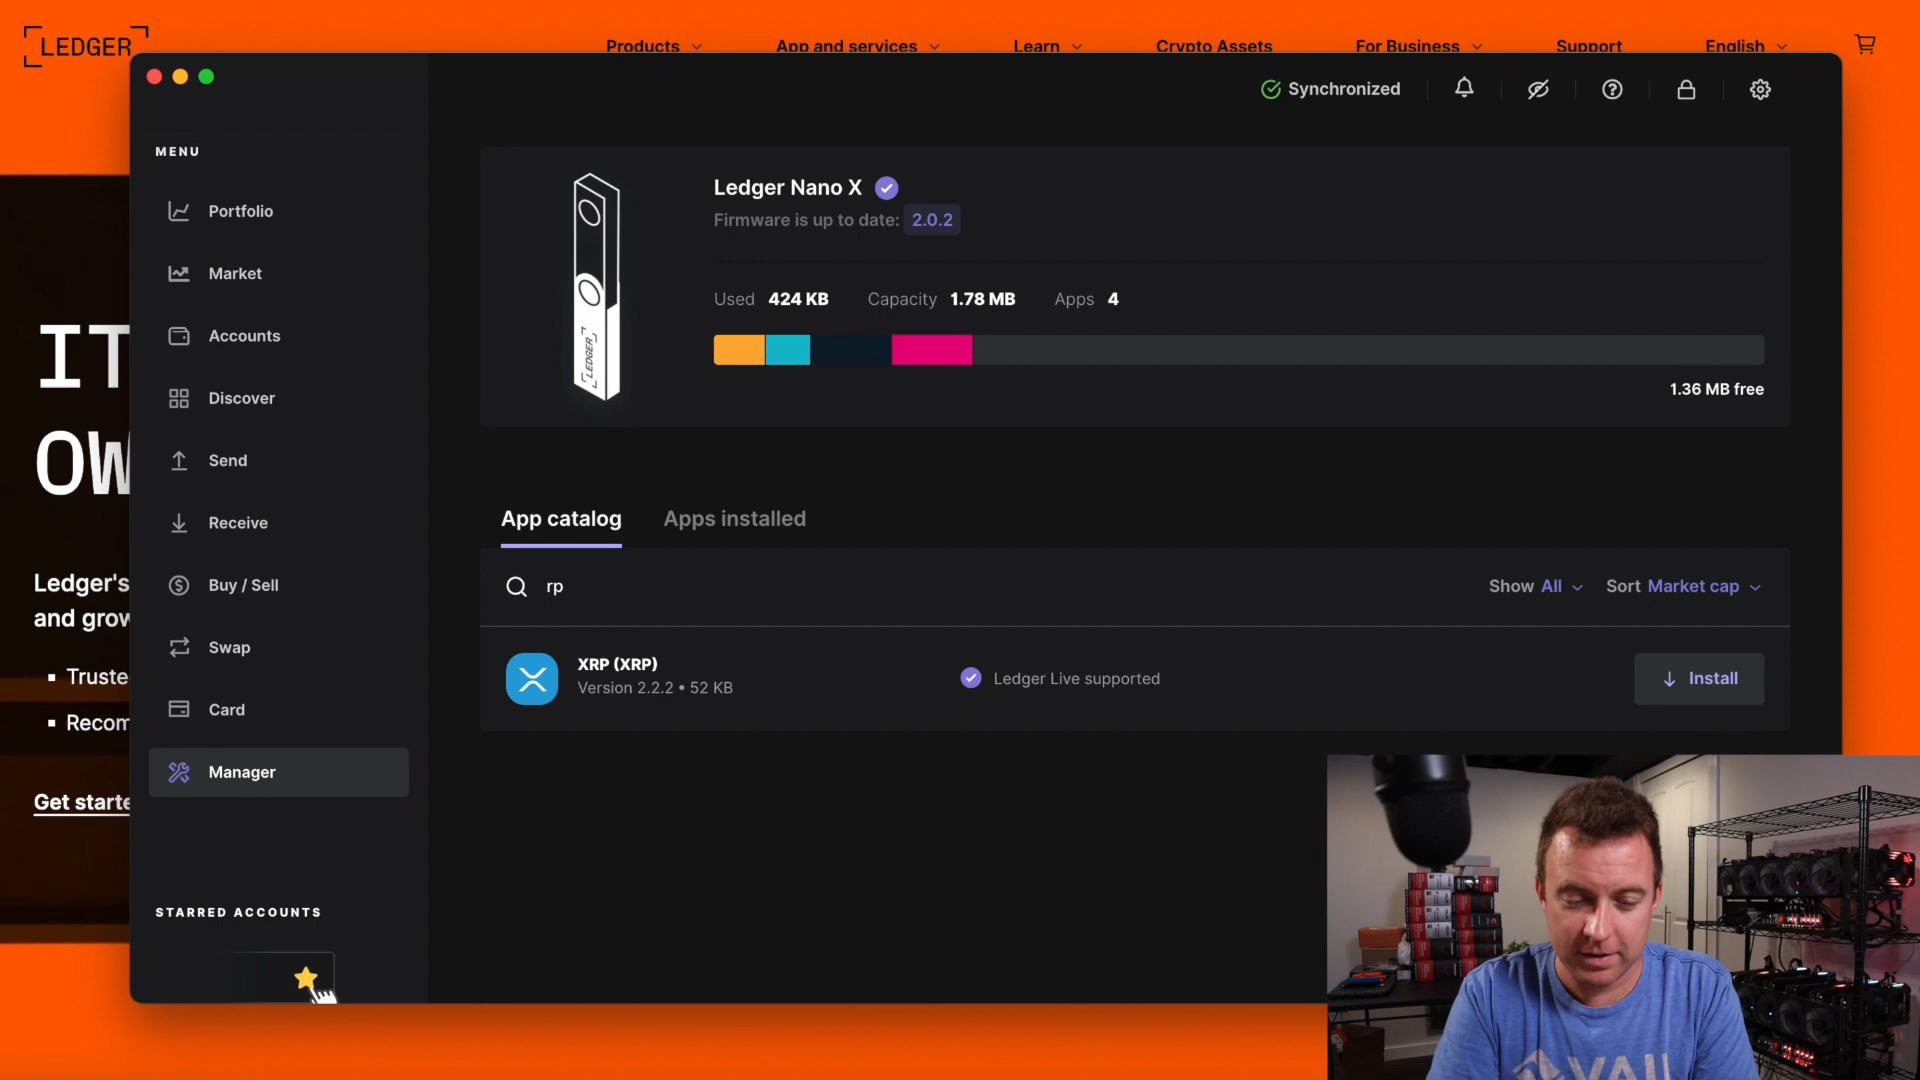 LEDGER
Products
App and services
Learn
Crypto Assets
For Business
Support
English
Synchronized
MENU
Portfolio
Market
Accounts
Discover
Send
Receive
Buy / Sell
Swap
Card
Manager
STARRED ACCOUNTS
LEDGER
Ledger Nano X
Firmware is up to date: 2.0.2
Used 424 KB Capacity 1.78 MB Apps 4
1.36 MB free
App catalog Apps installed
rp
Show All Sort Market cap
XRP (XRP)
Version 2.2.2 • 52 KB
Ledger Live supported
Install
IT
OW
Ledger's
and grow
▪ Truste
▪ Recom
Get starte
VAIL